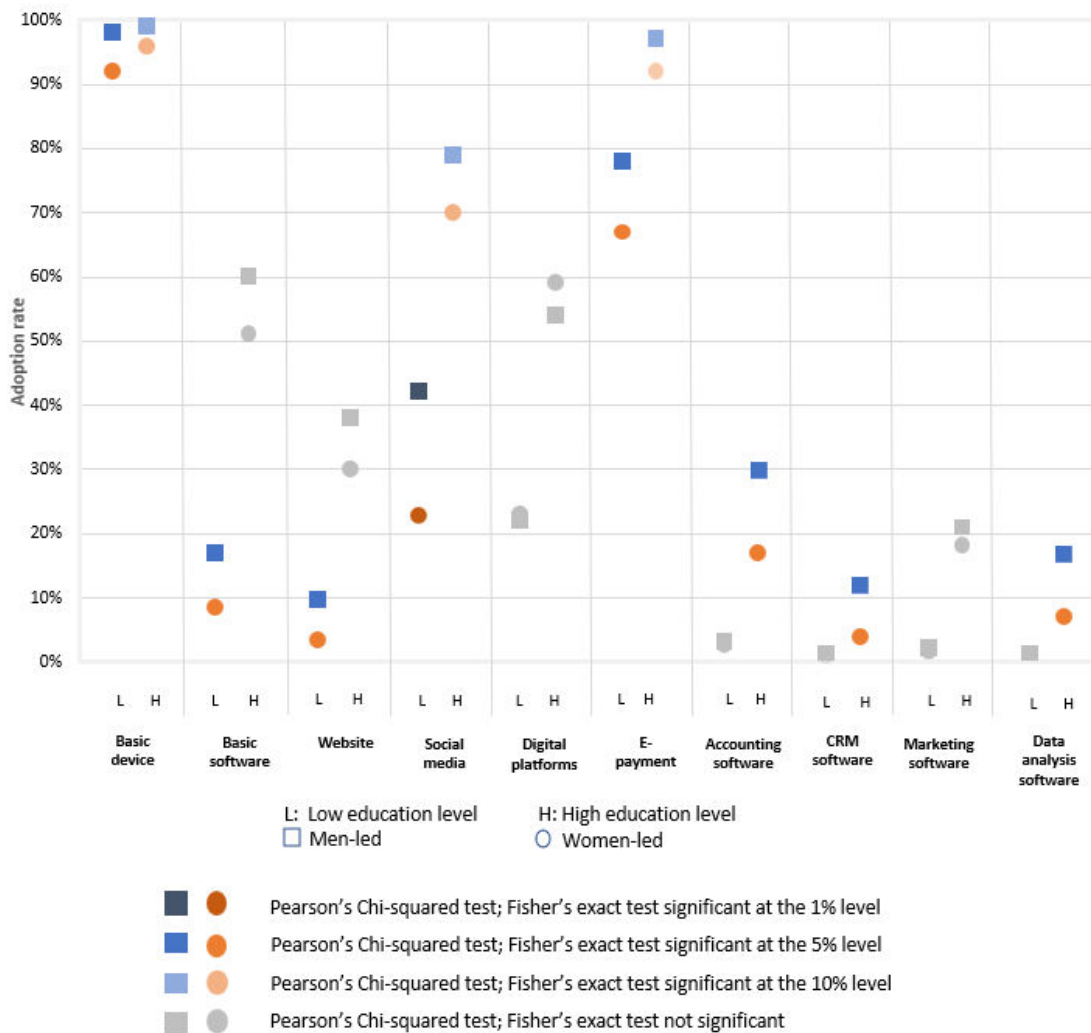 100%
90%
80%
70%
60%
50%
40%
30%
20%
10%
0%
Adoption rate
L H L H L H L H L H L H L H L H L H L H
Basic device
Basic software
Website
Social media
Digital platforms
E-payment
Accounting software
CRM software
Marketing software
Data analysis software
L: Low education level H: High education level
Men-led Women-led
Pearson's Chi-squared test; Fisher's exact test significant at the 1% level
Pearson's Chi-squared test; Fisher's exact test significant at the 5% level
Pearson's Chi-squared test; Fisher's exact test significant at the 10% level
Pearson's Chi-squared test; Fisher's exact test not significant